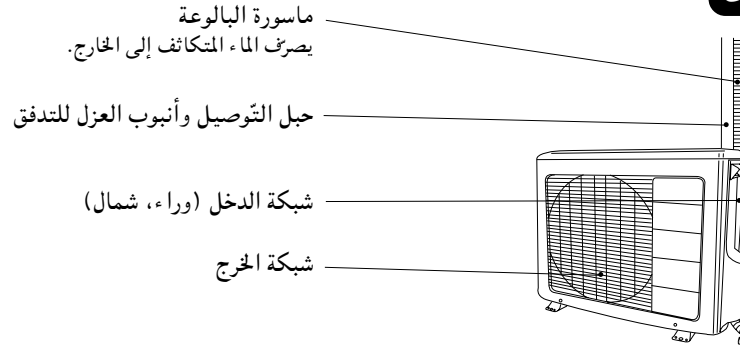 ماسورة البالوعة
يصرّف الماء المتكاثف إلى الخارج.
حبل التّوصيل وأنبوب العزل للتدفق
شبكة الدخل (وراء، شمال)
شبكة الخرج